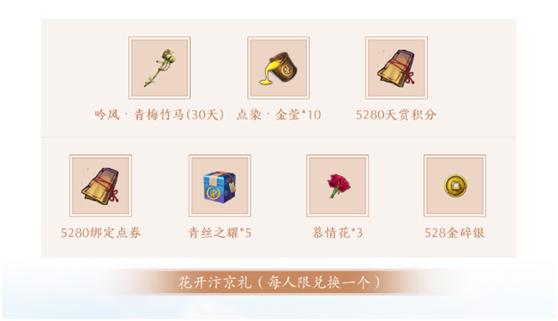 吟风·青梅竹马(30天) 点染·金莹*10 5280天赏积分
5280绑定点券 青丝之耀*5 慕情花*3 528金碎银
花开汴京礼（每人限兑换一个）